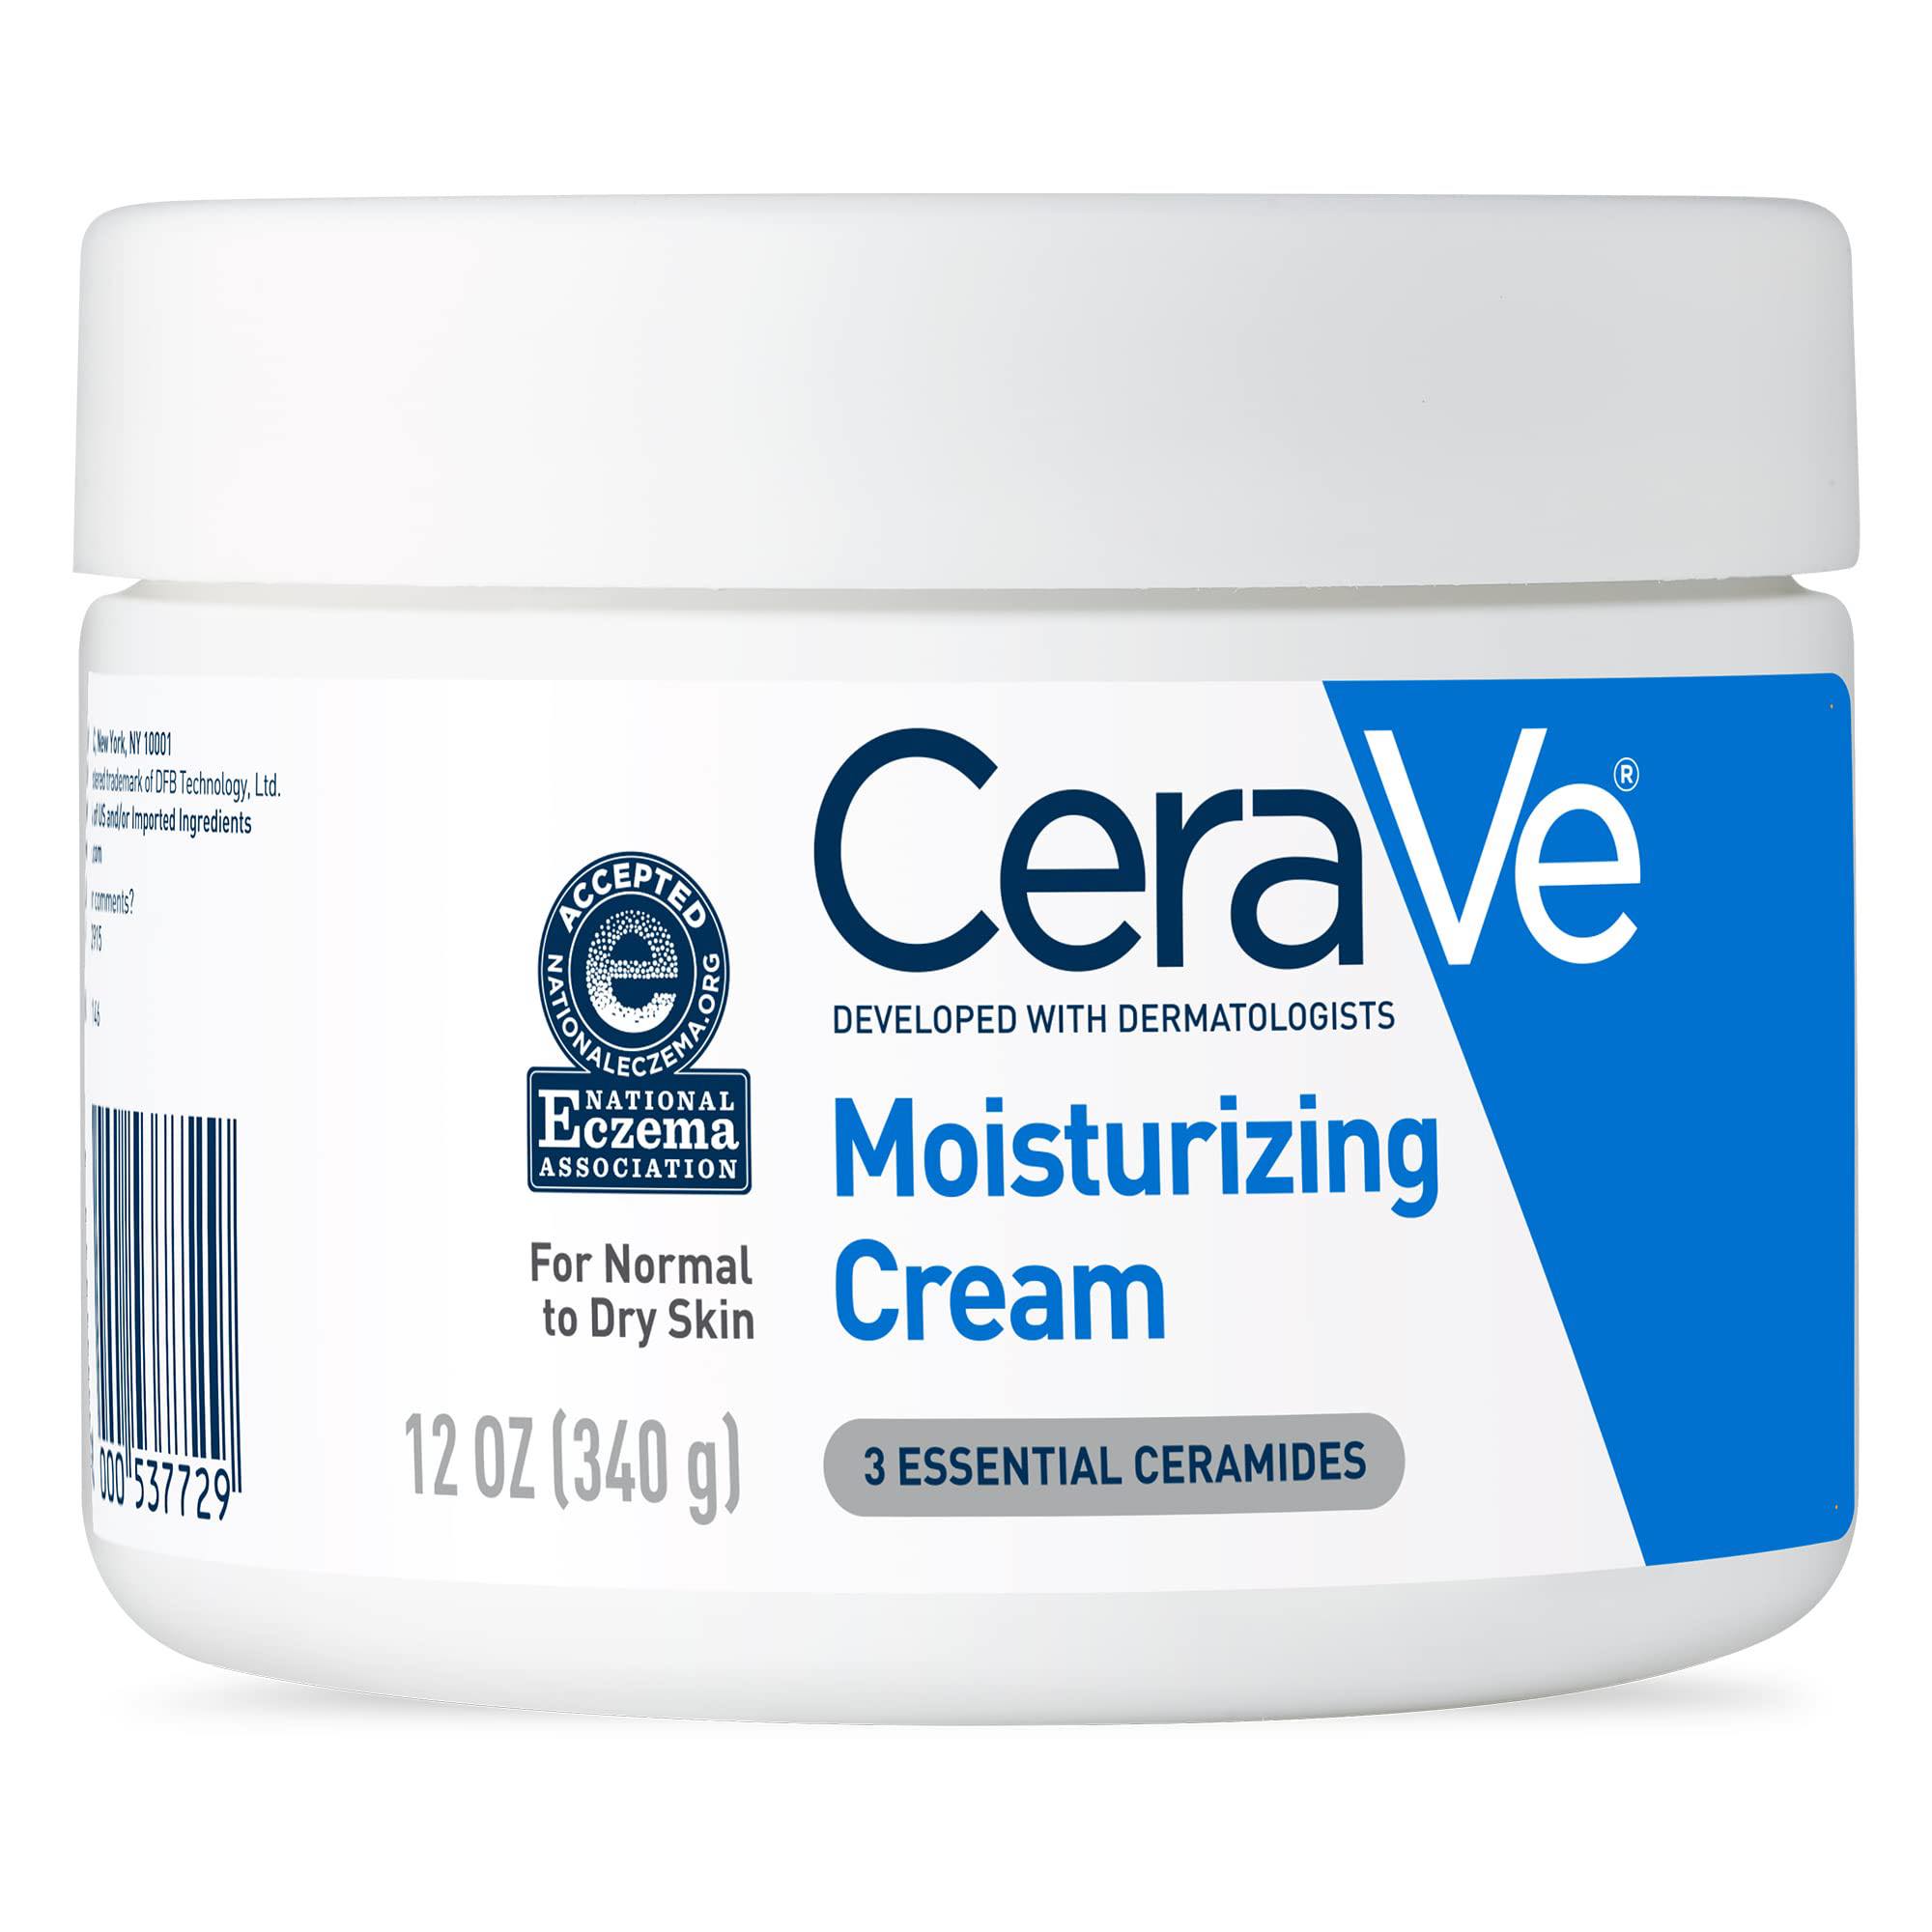 New York, NY 10001
trademark of DFB Technology, Ltd.
of US and/or Imported Ingredients
comments?
000 537729
ACCEPTED
e
NATIONALECZEMA.ORG
NATIONAL
Eczema
ASSOCIATION
For Normal
to Dry Skin
12 OZ (340 g)
CeraVe®
DEVELOPED WITH DERMATOLOGISTS
Moisturizing
Cream
3 ESSENTIAL CERAMIDES